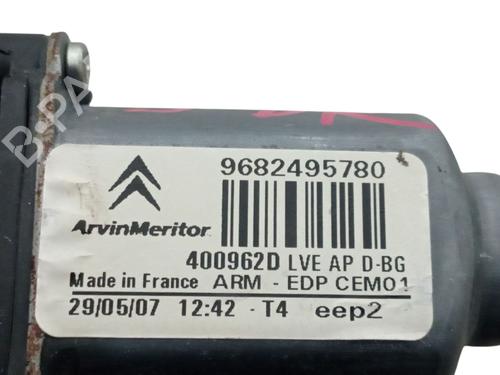 B-PARTS
9682495780
ArvinMeritor
400962D LVE AP D-BG
Made in France ARM - EDP CEM01
29/05/07 12:42 - T4 eep2